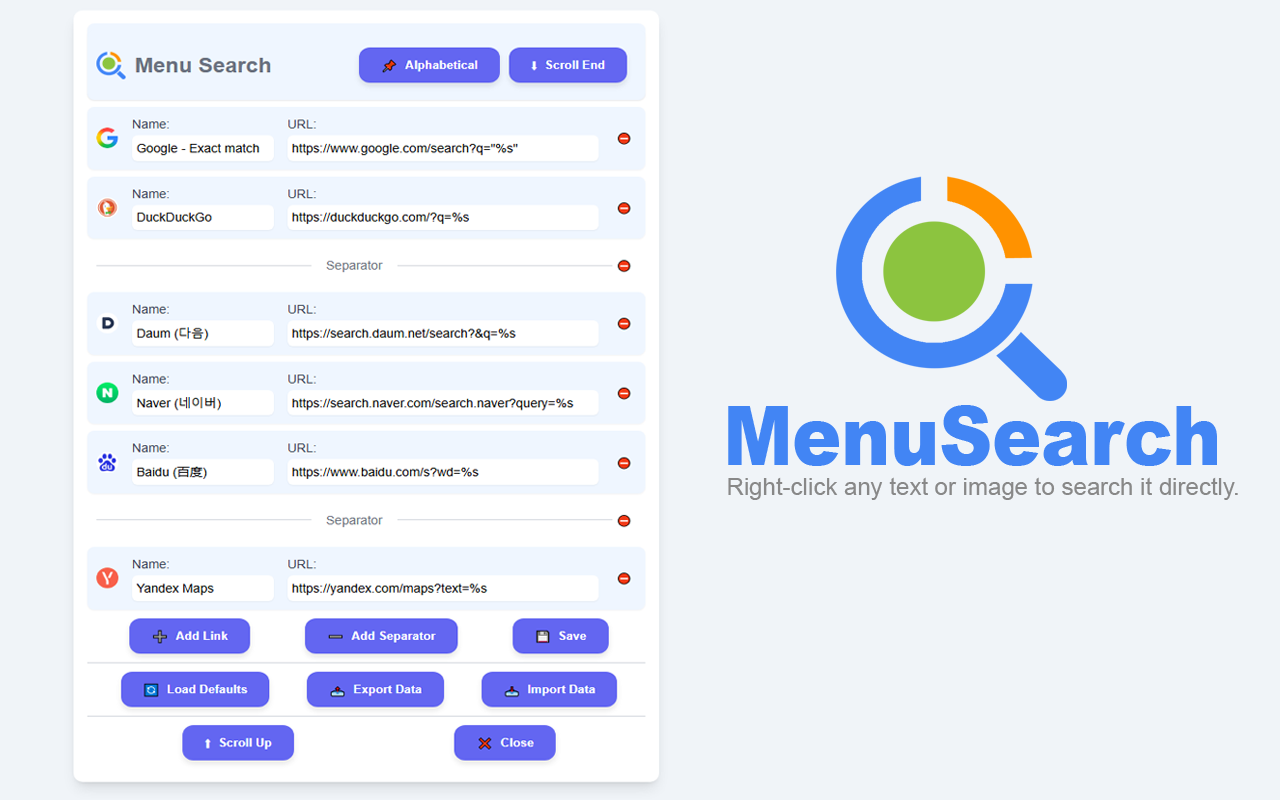 Menu Search
Alphabetical
Scroll End
Name:
URL:
Google - Exact match
https://www.google.com/search?q="%s"
Name:
URL:
DuckDuckGo
https://duckduckgo.com/?q=%s
Separator
D
Name:
URL:
Daum (다음)
https://search.daum.net/search?&q=%s
N
Name:
URL:
Naver (네이버)
https://search.naver.com/search.naver?query=%s
du
Name:
URL:
Baidu (百度)
https://www.baidu.com/s?wd=%s
Separator
Y
Name:
URL:
Yandex Maps
https://yandex.com/maps?text=%s
Add Link
Add Separator
Save
Load Defaults
Export Data
Import Data
Scroll Up
Close
MenuSearch
Right-click any text or image to search it directly.